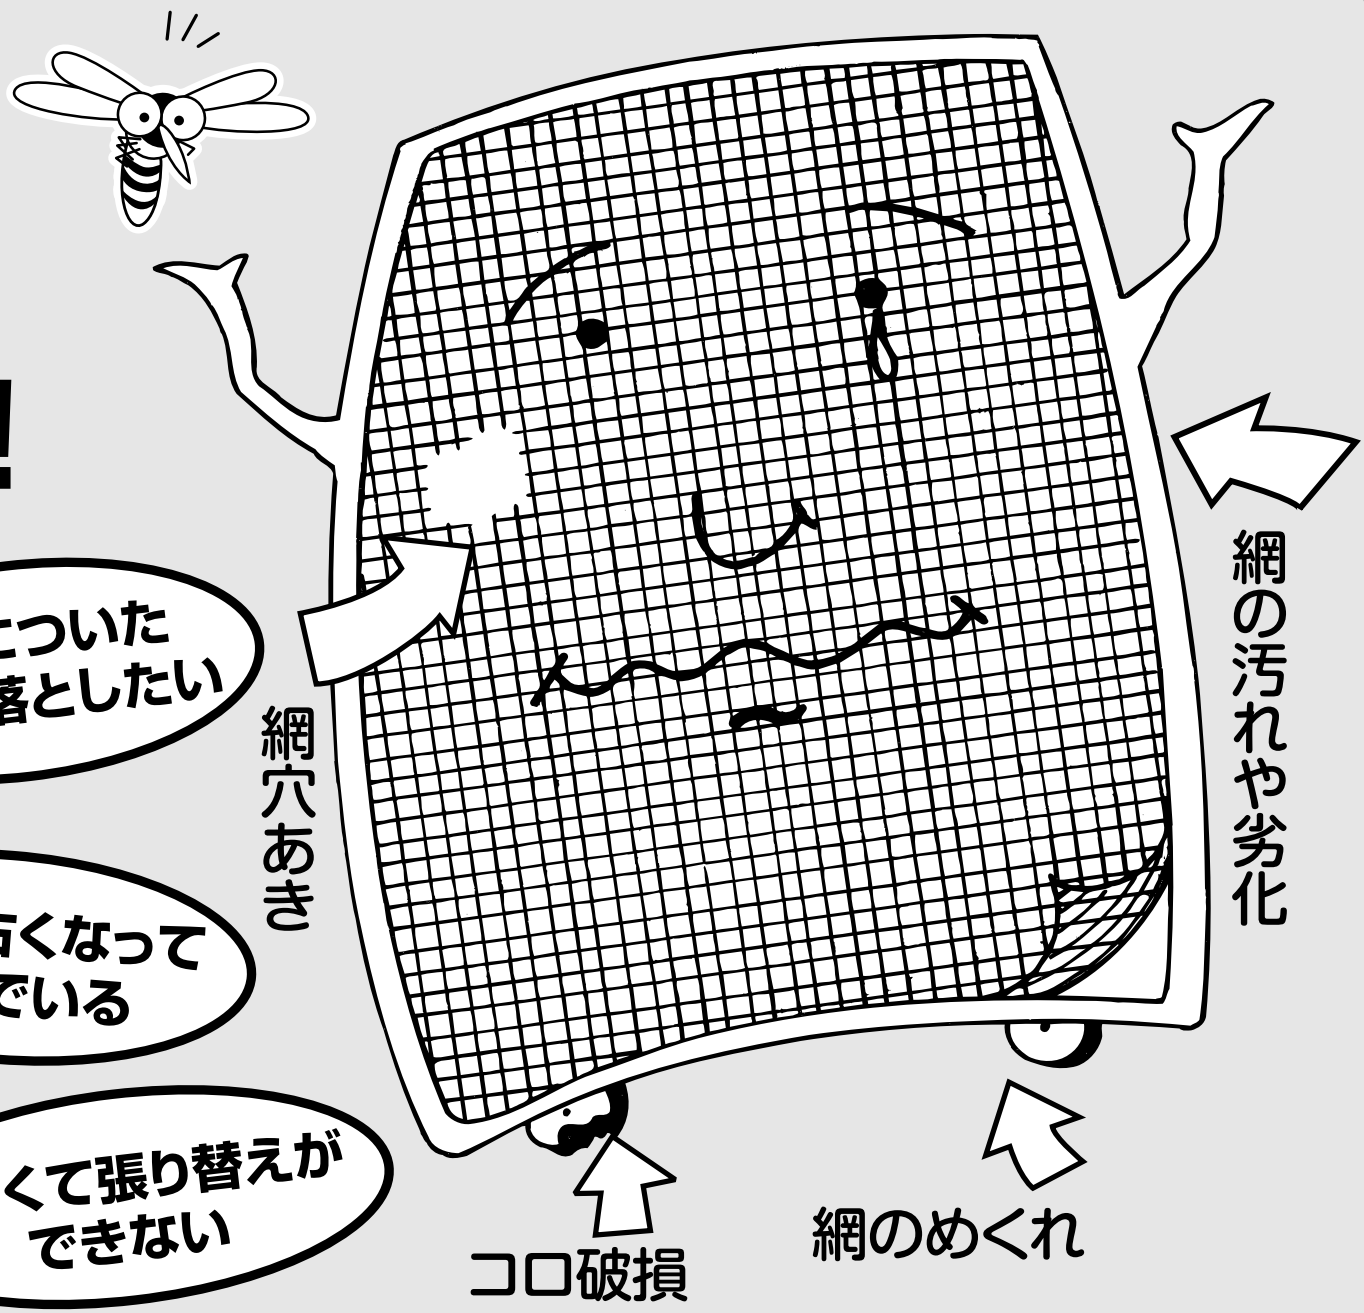 ！
についた
落としたい
古くなって
でいる
くて張り替えが
できない
網穴あき
網の汚れや劣化
コロ破損
網のめくれ